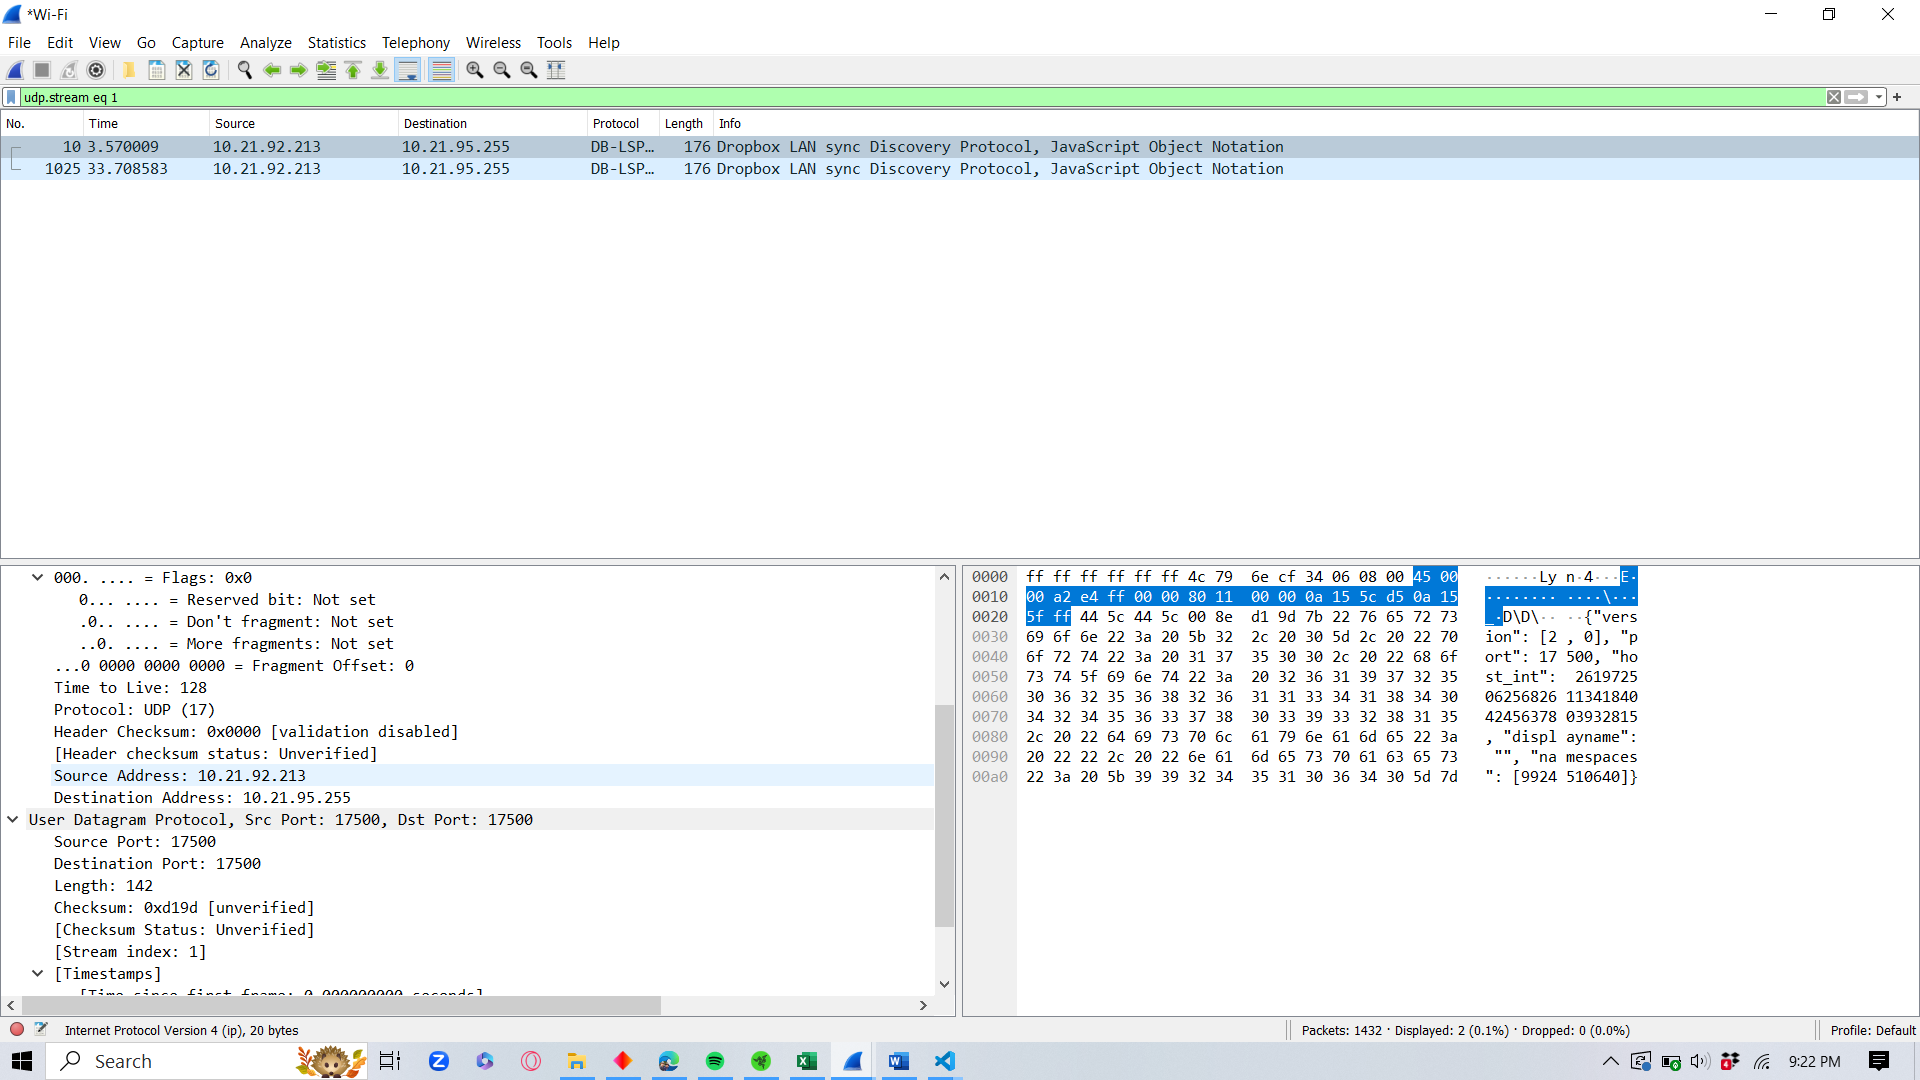 *Wi-Fi
File Edit View Go Capture Analyze Statistics Telephony Wireless Tools Help
udp.stream eq 1
No. Time Source Destination Protocol Length Info
10 3.570009 10.21.92.213 10.21.95.255 DB-LSP… 176 Dropbox LAN sync Discovery Protocol, JavaScript Object Notation
1025 33.708583 10.21.92.213 10.21.95.255 DB-LSP… 176 Dropbox LAN sync Discovery Protocol, JavaScript Object Notation
000. .... = Flags: 0x0
0... .... = Reserved bit: Not set
.0.. .... = Don't fragment: Not set
..0. .... = More fragments: Not set
...0 0000 0000 0000 = Fragment Offset: 0
Time to Live: 128
Protocol: UDP (17)
Header Checksum: 0x0000 [validation disabled]
[Header checksum status: Unverified]
Source Address: 10.21.92.213
Destination Address: 10.21.95.255
User Datagram Protocol, Src Port: 17500, Dst Port: 17500
Source Port: 17500
Destination Port: 17500
Length: 142
Checksum: 0xd19d [unverified]
[Checksum Status: Unverified]
[Stream index: 1]
[Timestamps]
[Time since first frame: 0.000000000 seconds]
0000 ff ff ff ff ff ff 4c 79 6e cf 34 06 08 00 45 00 ······Ly n·4···E·
0010 00 a2 e4 ff 00 00 80 11 00 00 0a 15 5c d5 0a 15 ········ ····\···
0020 5f ff 44 5c 44 5c 00 8e d1 9d 7b 22 76 65 72 73 _·D\D\·· ··{"vers
0030 69 6f 6e 22 3a 20 5b 32 2c 20 30 5d 2c 20 22 70 ion": [2 , 0], "p
0040 6f 72 74 22 3a 20 31 37 35 30 30 2c 20 22 68 6f ort": 17 500, "ho
0050 73 74 5f 69 6e 74 22 3a 20 32 36 31 39 37 32 35 st_int": 2619725
0060 30 36 32 35 36 38 32 36 31 31 33 34 31 38 34 30 06256826 11341840
0070 34 32 34 35 36 33 37 38 30 33 39 33 32 38 31 35 42456378 03932815
0080 2c 20 22 64 69 73 70 6c 61 79 6e 61 6d 65 22 3a , "displ ayname":
0090 20 22 22 2c 20 22 6e 61 6d 65 73 70 61 63 65 73 "", "na mespaces
00a0 22 3a 20 5b 39 39 32 34 35 31 30 36 34 30 5d 7d ": [9924 510640]}
Internet Protocol Version 4 (ip), 20 bytes
Packets: 1432 · Displayed: 2 (0.1%) · Dropped: 0 (0.0%)
Profile: Default
Search
9:22 PM